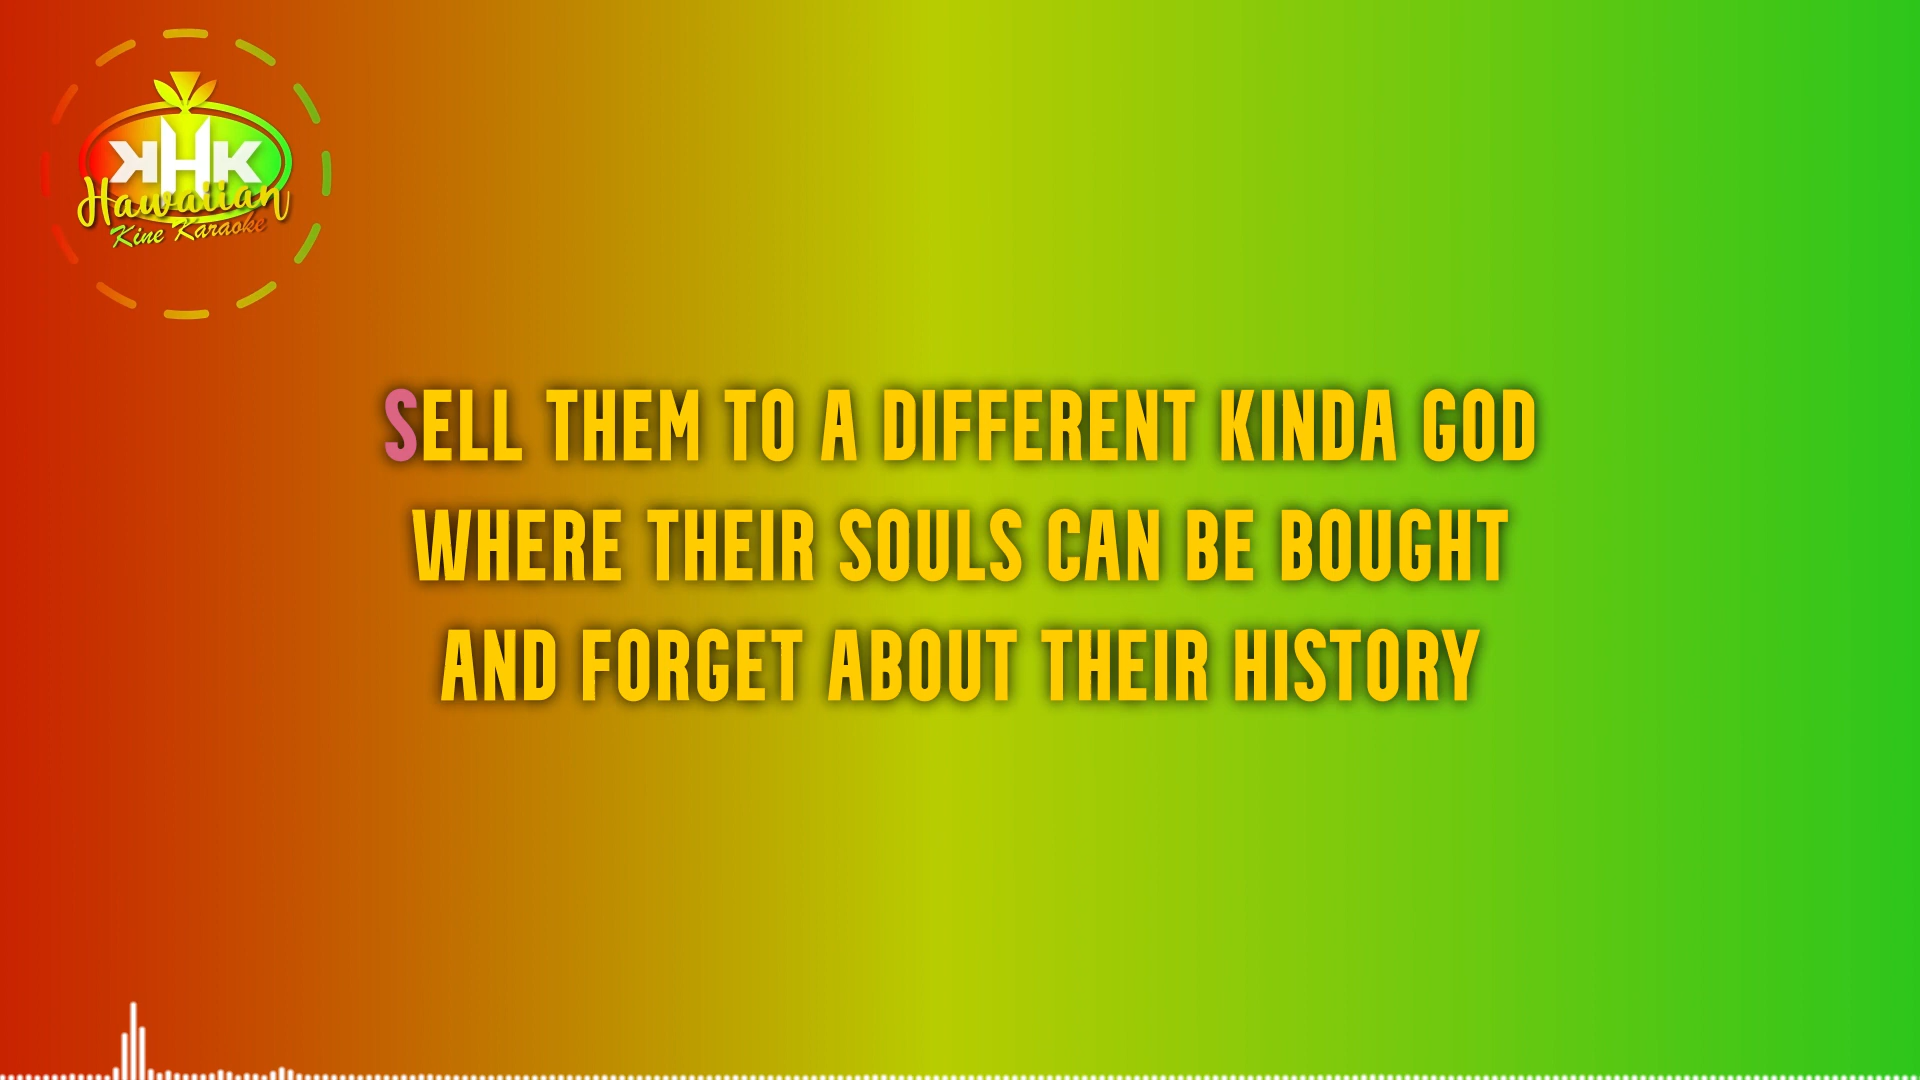 KHK
Hawaiian
Kine Karaoke
SELL THEM TO A DIFFERENT KINDA GOD
WHERE THEIR SOULS CAN BE BOUGHT
AND FORGET ABOUT THEIR HISTORY